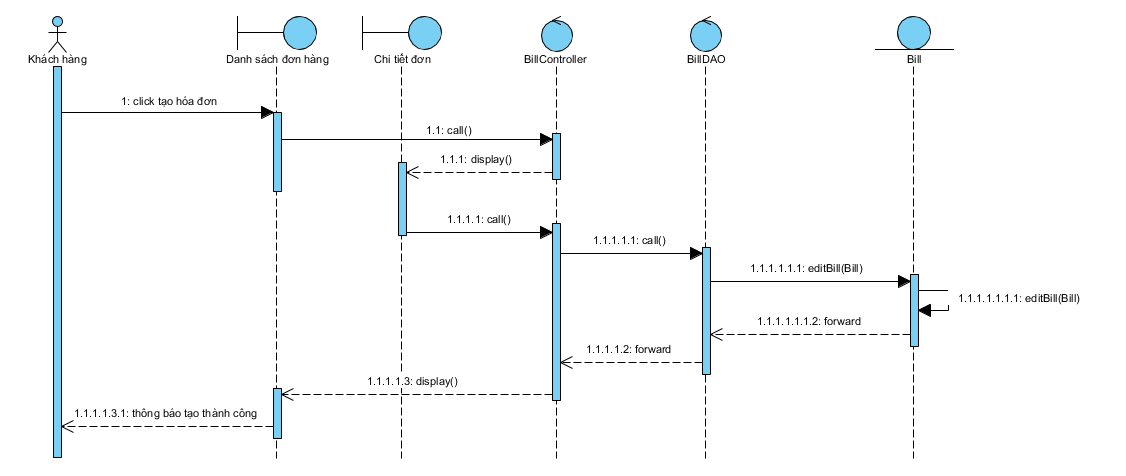 Khách hàng
Danh sách đơn hàng
Chi tiết đơn
BillController
BillDAO
Bill
1: click tạo hóa đơn
1.1: call()
1.1.1: display()
1.1.1.1: call()
1.1.1.1.1: call()
1.1.1.1.1.1: editBill(Bill)
1.1.1.1.1.1.1: editBill(Bill)
1.1.1.1.1.1.2: forward
1.1.1.1.2: forward
1.1.1.1.3: display()
1.1.1.1.3.1: thông báo tạo thành công